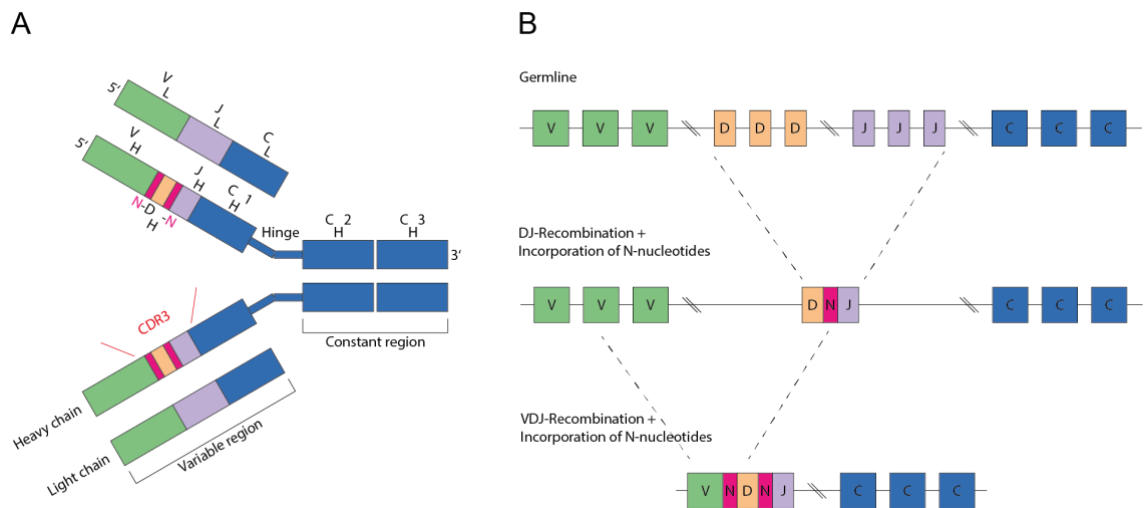 A
B
5'
V
L
J
L
C
L
5'
V
H
N-D
H
-N
J
H
C 1
H
Hinge
C 2
H
C 3
H
3'
CDR3
Constant region
Heavy chain
Light chain
Variable region
Germline
V V V D D D J J J C C C
DJ-Recombination +
Incorporation of N-nucleotides
V V V D N J C C C
VDJ-Recombination +
Incorporation of N-nucleotides
V N D N J C C C